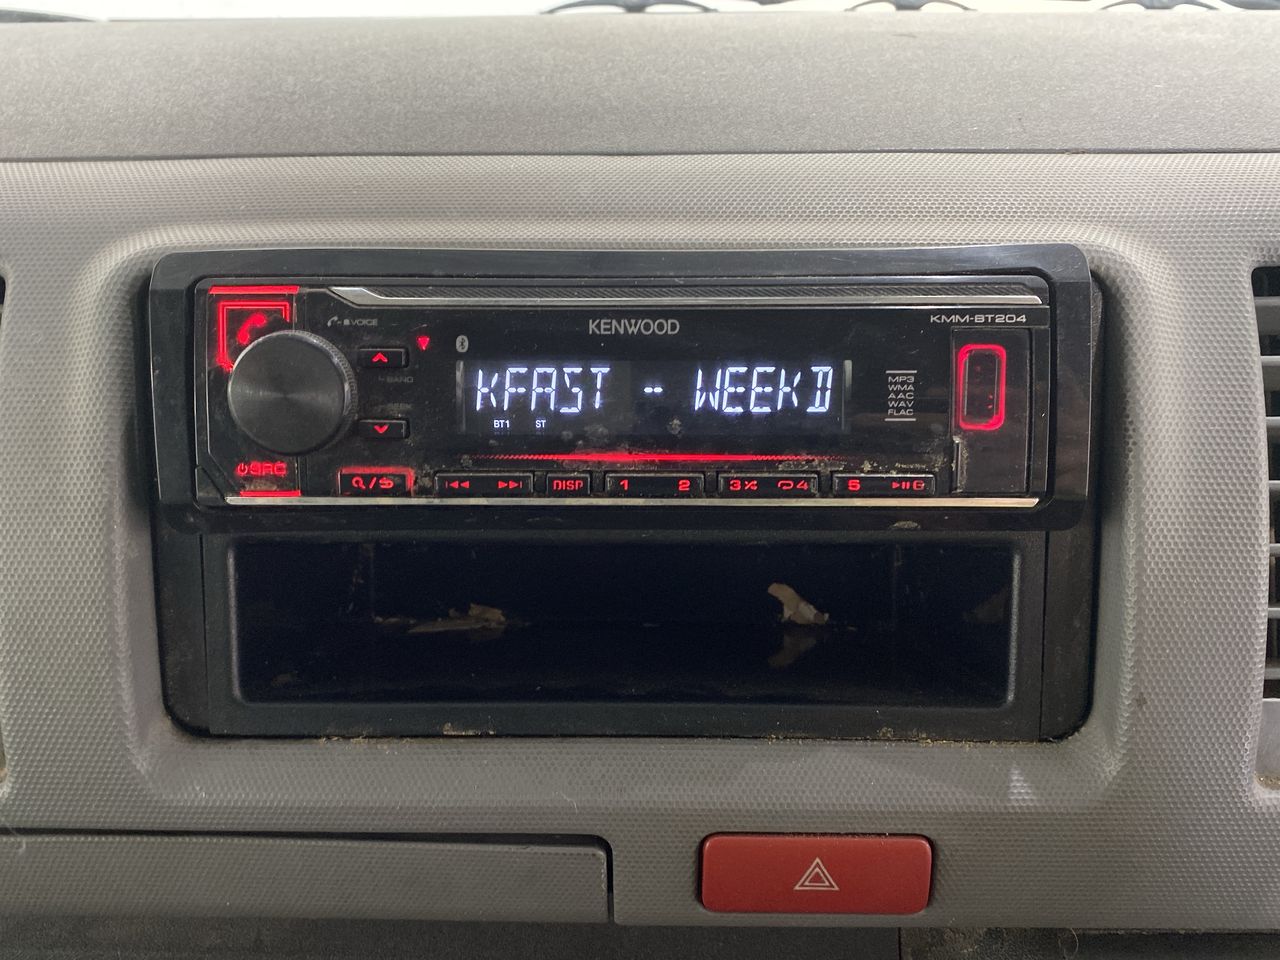 VOICE
KENWOOD
KMM-BT204
BAND
KFAST - WEEKD
BT1 ST
MP3
WMA
AAC
WAV
FLAC
SRC
DISP
1 2
3 4
5